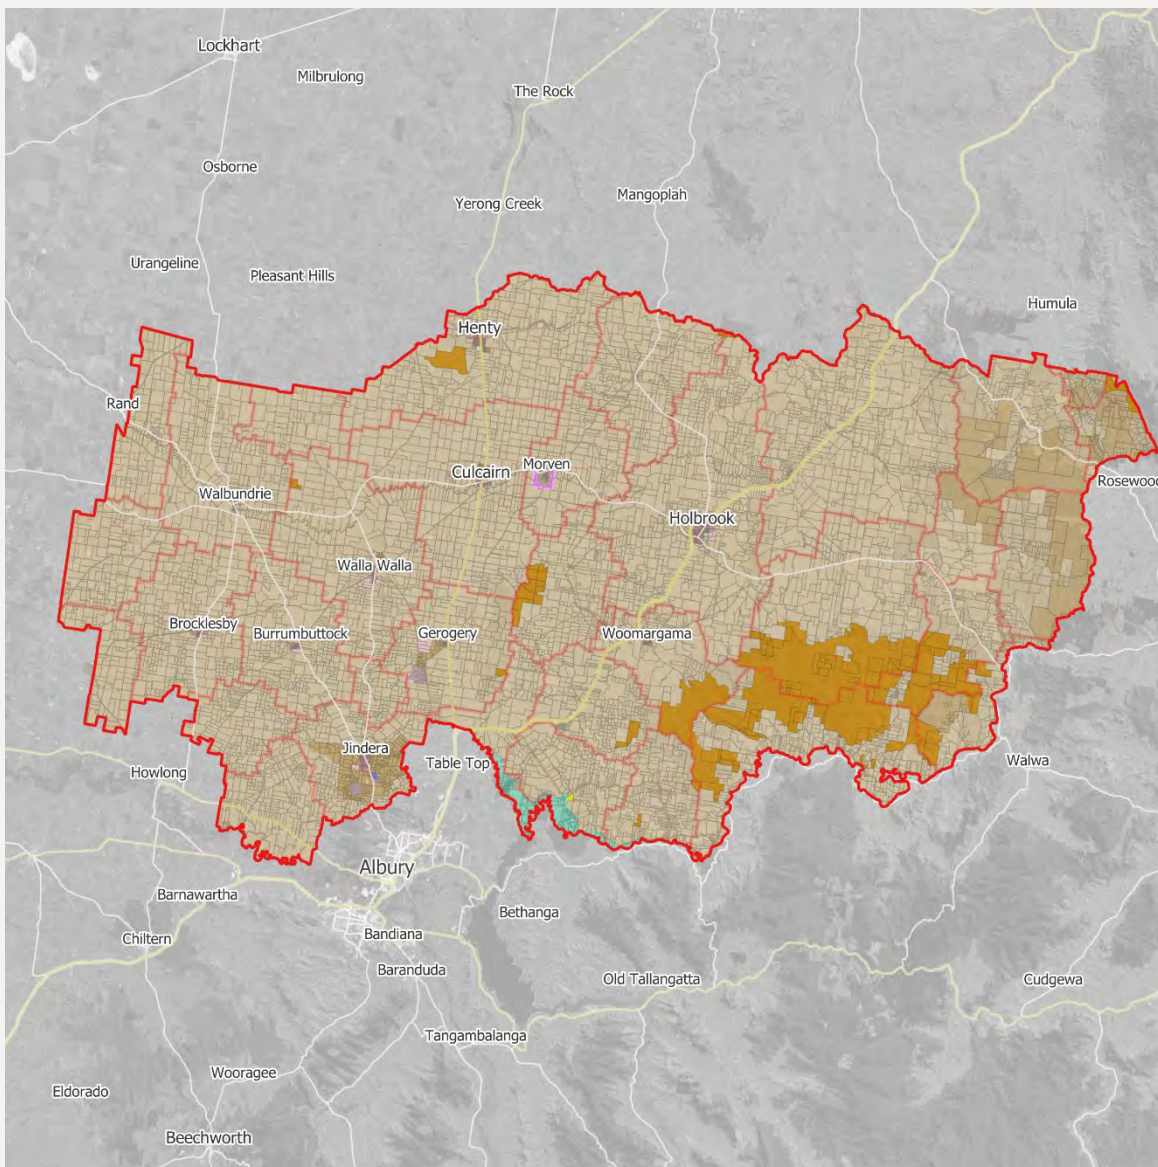 Lockhart
Milbrulong
The Rock
Osborne
Mangoplah
Yerong Creek
Urangeline
Pleasant Hills
Humula
Henty
Rand
Culcairn
Morven
Rosewood
Walbundrie
Holbrook
Walla Walla
Brocklesby
Burrumbuttock
Gerogery
Woomargama
Jindera
Table Top
Walwa
Howlong
Albury
Barnawartha
Bethanga
Chiltern
Bandiana
Baranduda
Old Tallangatta
Cudgewa
Tangambalanga
Wooragee
Eldorado
Beechworth